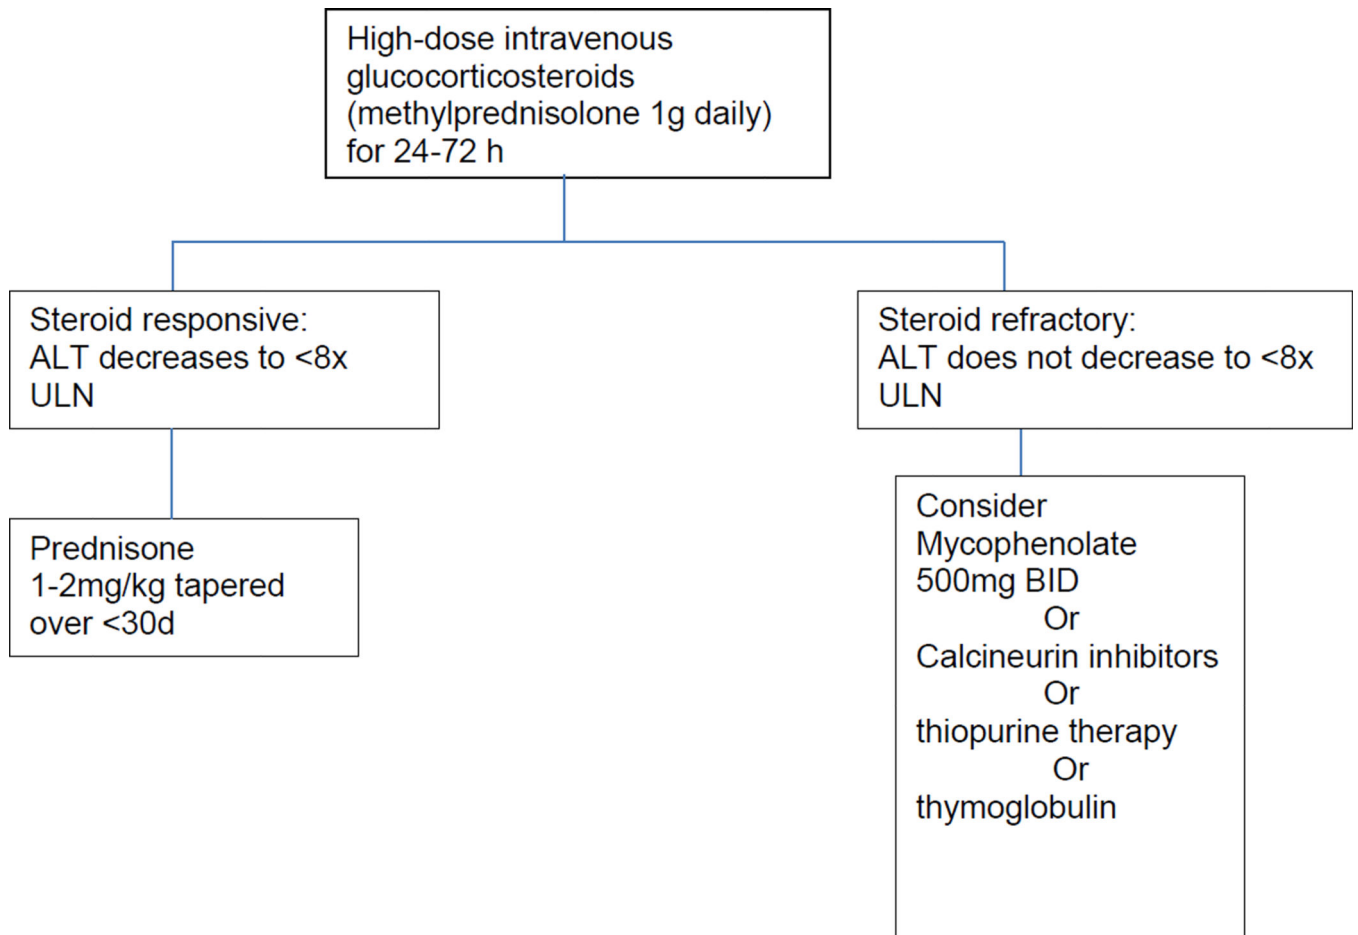 High-dose intravenous
glucocorticosteroids
(methylprednisolone 1g daily)
for 24-72 h
Steroid responsive:
ALT decreases to <8x
ULN
Steroid refractory:
ALT does not decrease to <8x
ULN
Prednisone
1-2mg/kg tapered
over <30d
Consider
Mycophenolate
500mg BID
Or
Calcineurin inhibitors
Or
thiopurine therapy
Or
thymoglobulin